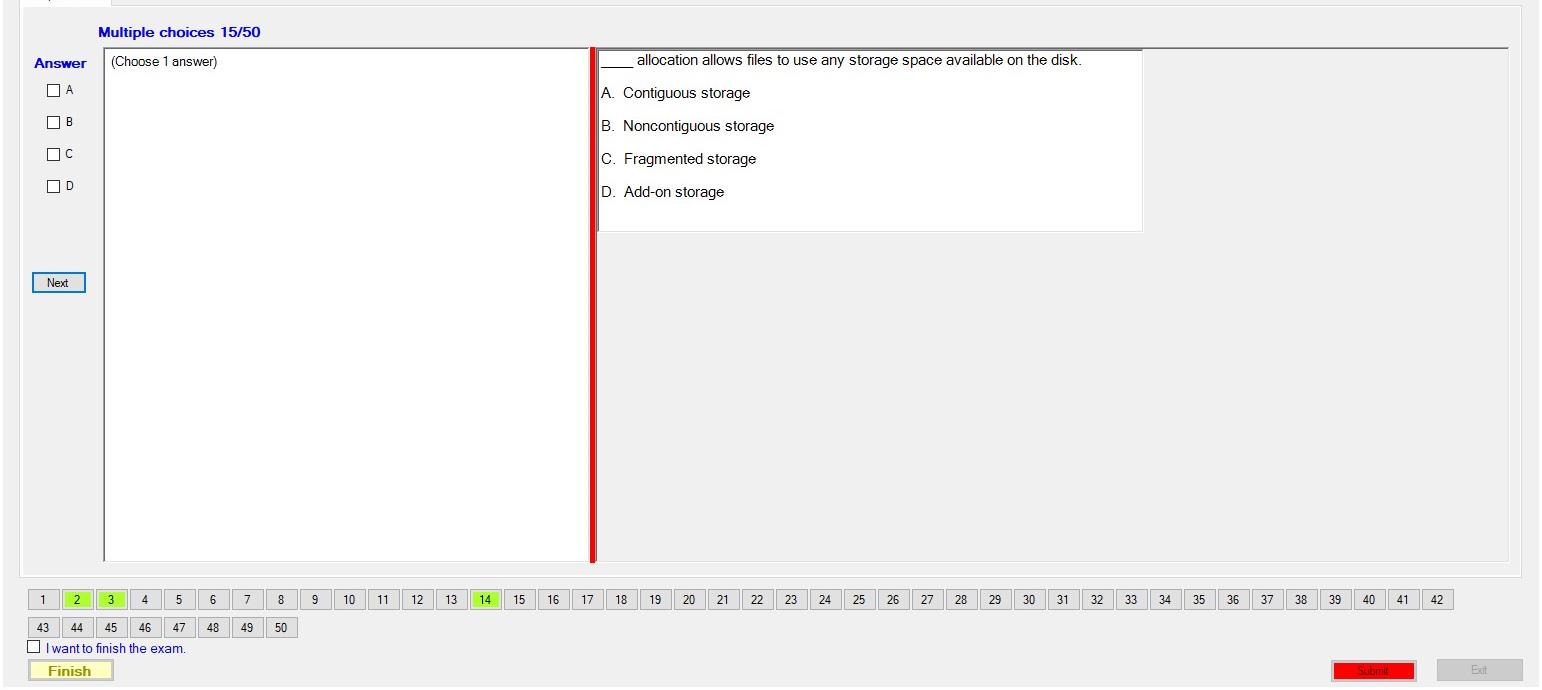 Multiple choices 15/50
Answer
(Choose 1 answer)
A
B
C
D
Next
____ allocation allows files to use any storage space available on the disk.
A. Contiguous storage
B. Noncontiguous storage
C. Fragmented storage
D. Add-on storage
1 2 3 4 5 6 7 8 9 10 11 12 13 14 15 16 17 18 19 20 21 22 23 24 25 26 27 28 29 30 31 32 33 34 35 36 37 38 39 40 41 42
43 44 45 46 47 48 49 50
I want to finish the exam.
Finish
Submit
Exit